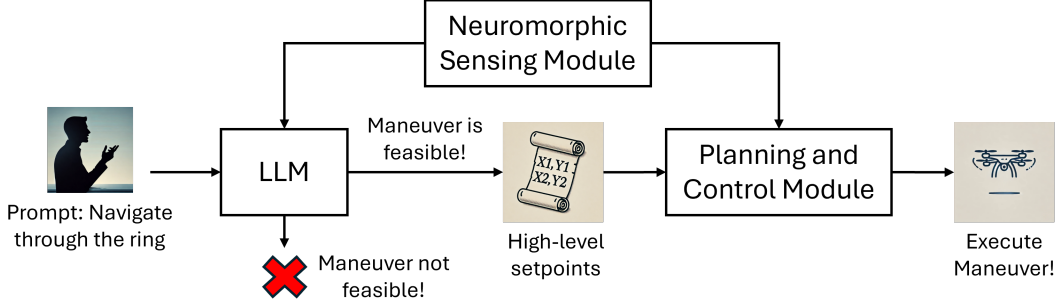 Neuromorphic
Sensing Module
Maneuver is
feasible!
LLM
X1,Y1
X2,Y2
Planning and
Control Module
Prompt: Navigate
through the ring
High-level
setpoints
Execute
Maneuver!
Maneuver not
feasible!